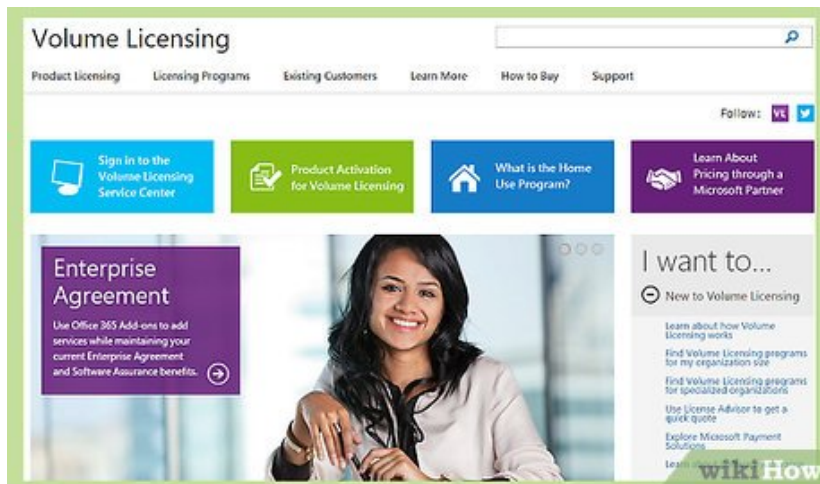 Volume Licensing
Product Licensing Licensing Programs Existing Customers Learn More How to Buy Support
Follow: VL
Sign in to the
Volume Licensing
Service Center
Product Activation
for Volume Licensing
What is the Home
Use Program?
Learn About
Pricing through a
Microsoft Partner
Enterprise
Agreement
Use Office 365 Add-ons to add
services while maintaining your
current Enterprise Agreement
and Software Assurance benefits.
I want to...
New to Volume Licensing
Learn about how Volume
Licensing works
Find Volume Licensing programs
for my organization size
Find Volume Licensing programs
for specialized organizations
Use License Advisor to get a
quick quote
Explore Microsoft Payment
Solutions
Learn
wikiHow